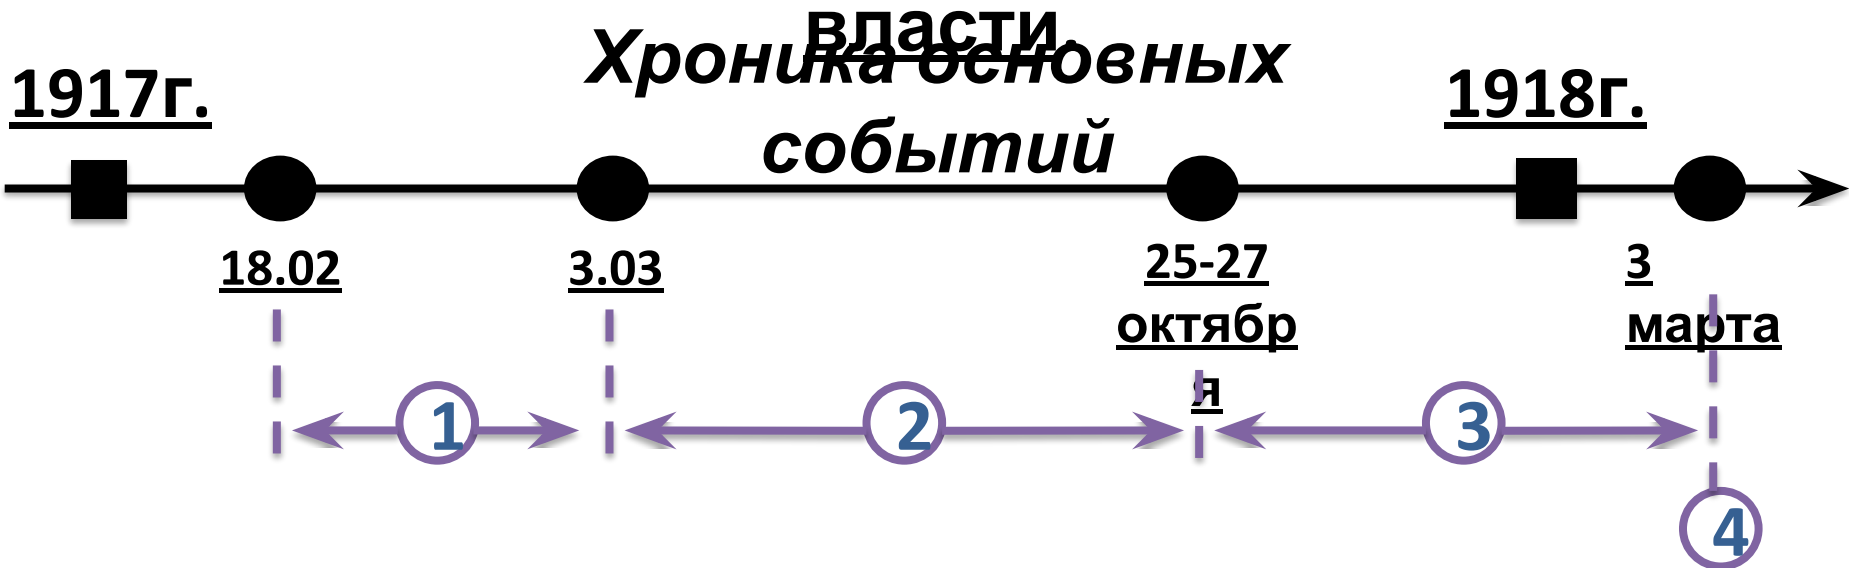 власти.
Хроника основных
событий
1917г.
1918г.
18.02
3.03
25-27
октябр
я
3
марта
1
2
3
4